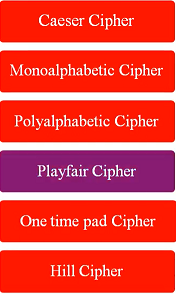 Caeser Cipher
Monoalphabetic Cipher
Polyalphabetic Cipher
Playfair Cipher
One time pad Cipher
Hill Cipher